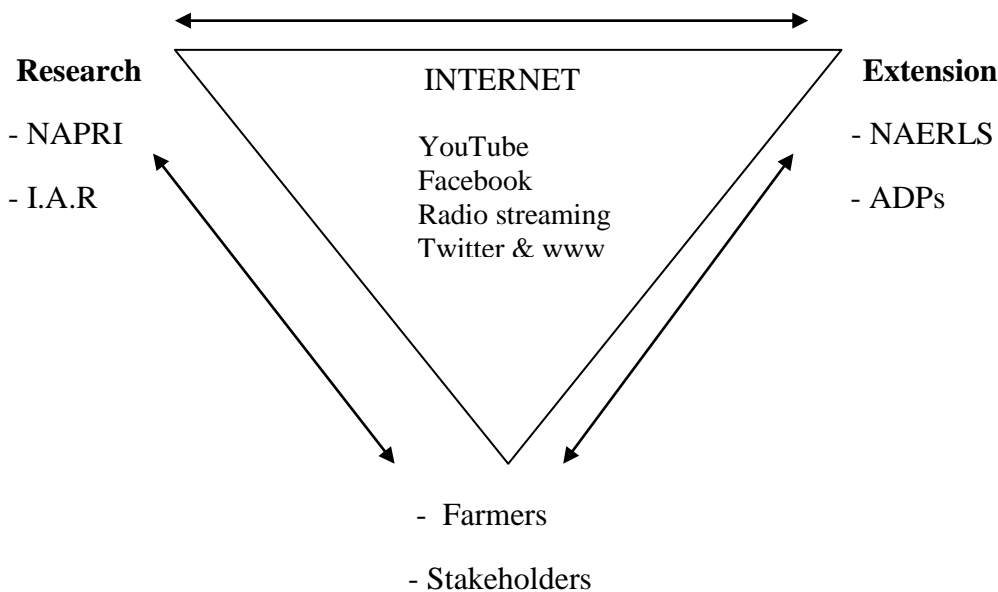 Research
- NAPRI
- I.A.R
INTERNET
YouTube
Facebook
Radio streaming
Twitter & www
Extension
- NAERLS
- ADPs
- Farmers
- Stakeholders